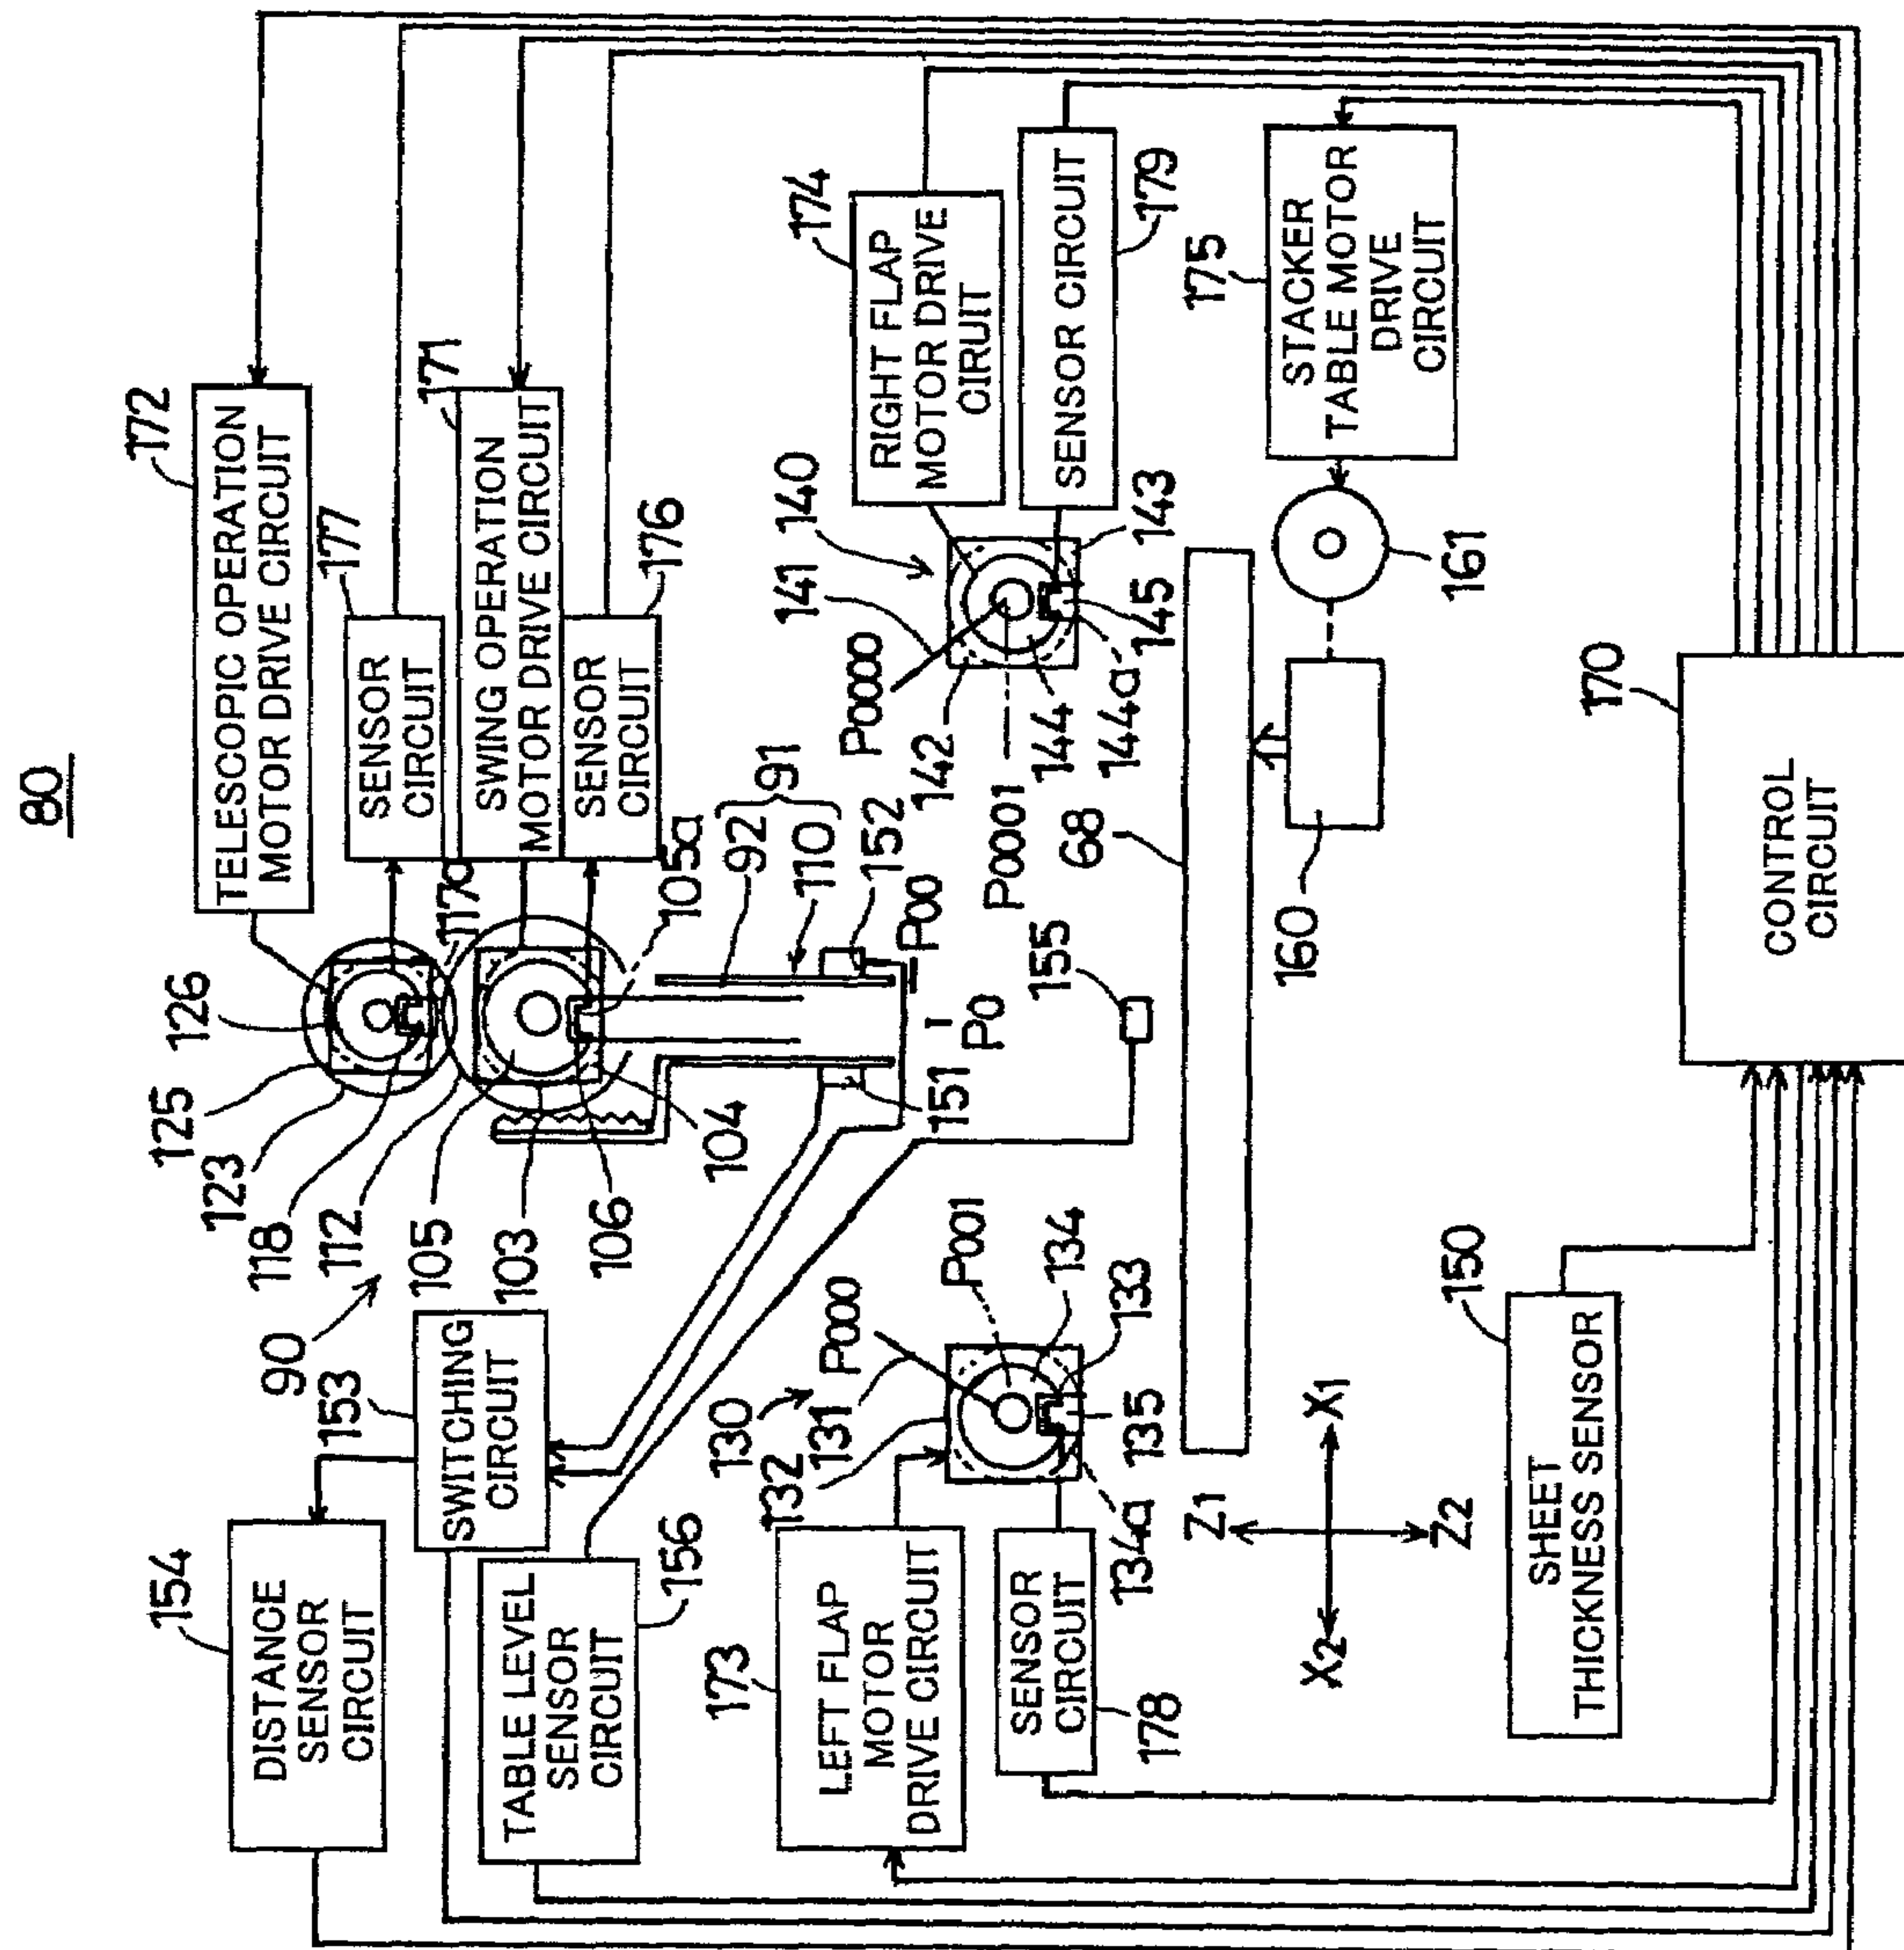 80
172
TELESCOPIC OPERATION
MOTOR DRIVE CIRCUIT
177
SENSOR
CIRCUIT
171
SWING OPERATION
MOTOR DRIVE CIRCUIT
176
SENSOR
CIRCUIT
126
125
123
118
112
117a
105
103
106
104
105a
90
92
91
110
152
151
P00
P0
155
153
SWITCHING
CIRCUIT
154
DISTANCE
SENSOR
CIRCUIT
156
TABLE LEVEL
SENSOR
CIRCUIT
173
LEFT FLAP
MOTOR
DRIVE CIRCUIT
178
SENSOR
CIRCUIT
130
131
132
P000
P001
134
133
135
134a
174
RIGHT FLAP
MOTOR DRIVE
CIRUIT
179
SENSOR CIRCUIT
140
141
P0000
142
P0001
144
144a
145
143
68
175
STACKER
TABLE MOTOR
DRIVE
CIRCUIT
161
160
Z1
X1
X2
Z2
150
SHEET
THICKNESS SENSOR
170
CONTROL
CIRCUIT